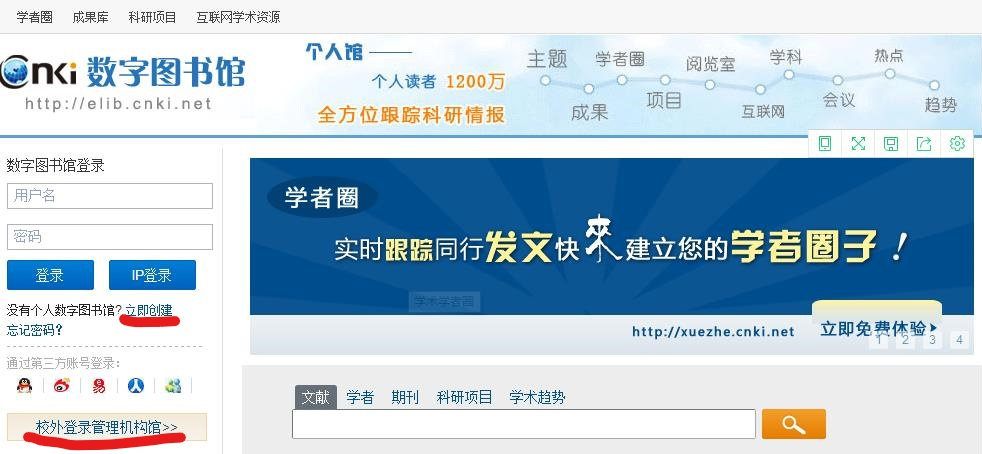 学者圈 成果库 科研项目 互联网学术资源
cnki 数字图书馆
http://elib.cnki.net
个人馆
个人读者 1200万
全方位跟踪科研情报
主题 学者圈 阅览室 学科 热点
成果 项目 互联网 会议 趋势
数字图书馆登录
用户名
密码
登录 IP登录
没有个人数字图书馆?立即创建
忘记密码?
通过第三方账号登录:
校外登录管理机构馆>>
学者圈
实时跟踪同行发文快来建立您的学者圈子!
学术学者圈
http://xuezhe.cnki.net 立即免费体验
1 2 3 4
文献 学者 期刊 科研项目 学术趋势